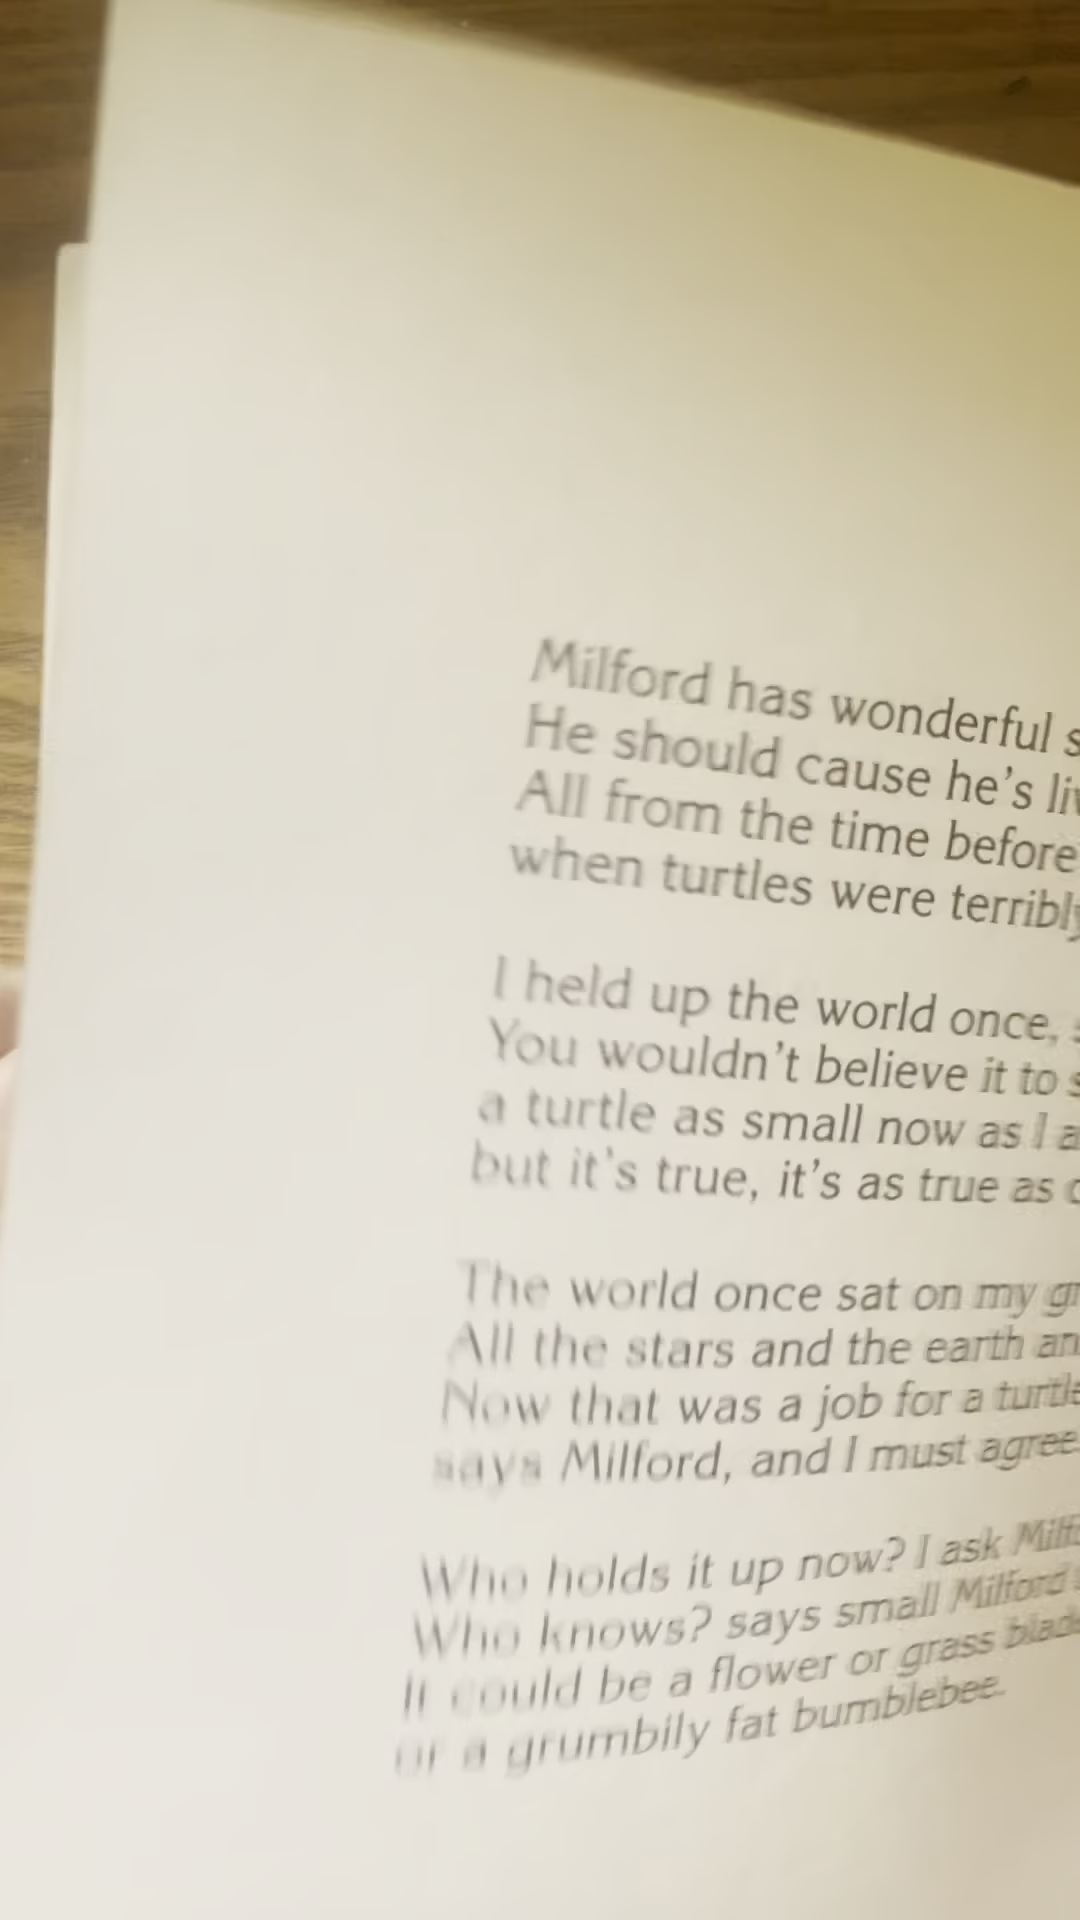 Milford has wonderful
He should cause he's
All from the time before
when turtles were terribly
I held up the world once,
You wouldn't believe it to
a turtle as small now as I
but it's true, it's as true as
The world once sat on my
All the stars and the earth
Now that was a job for a
says Milford, and I must agree.
Who holds it up now? I ask
Who knows? says small Milford
It could be a flower or grass
or a grumbily fat bumblebee.